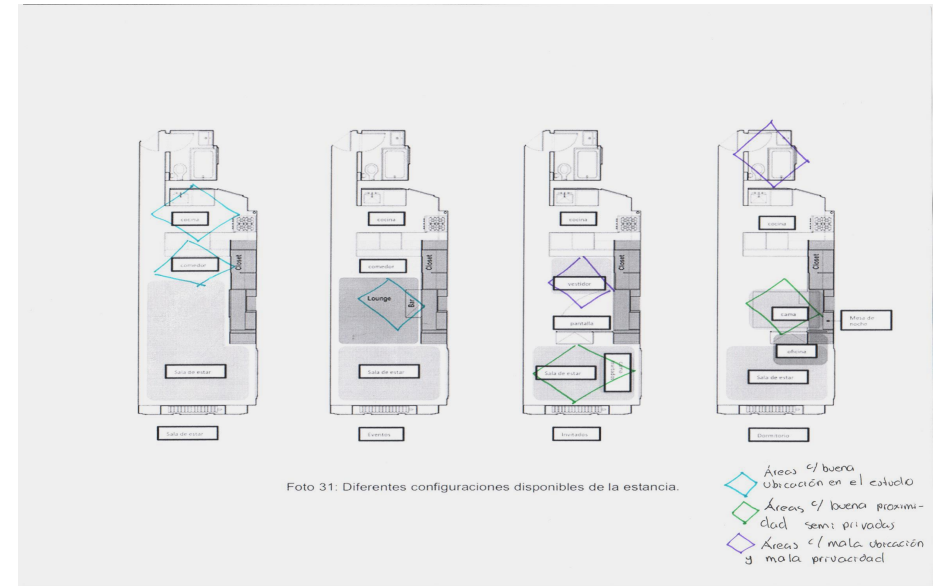 cocina
comedor
Closet
Sala de estar
Sala de estar
cocina
comedor
Closet
Lounge
Bar
Sala de estar
Eventos
cocina
Closet
vestidor
pantalla
Sala de estar
Invitados
cocina
Closet
cama
Mesa de noche
oficina
Sala de estar
Dormitorio
Foto 31: Diferentes configuraciones disponibles de la estancia.
Áreas c/ buena
ubicación en el estudio
Áreas c/ buena proximi-
dad semi privadas
Áreas c/ mala ubicación
y mala privacidad